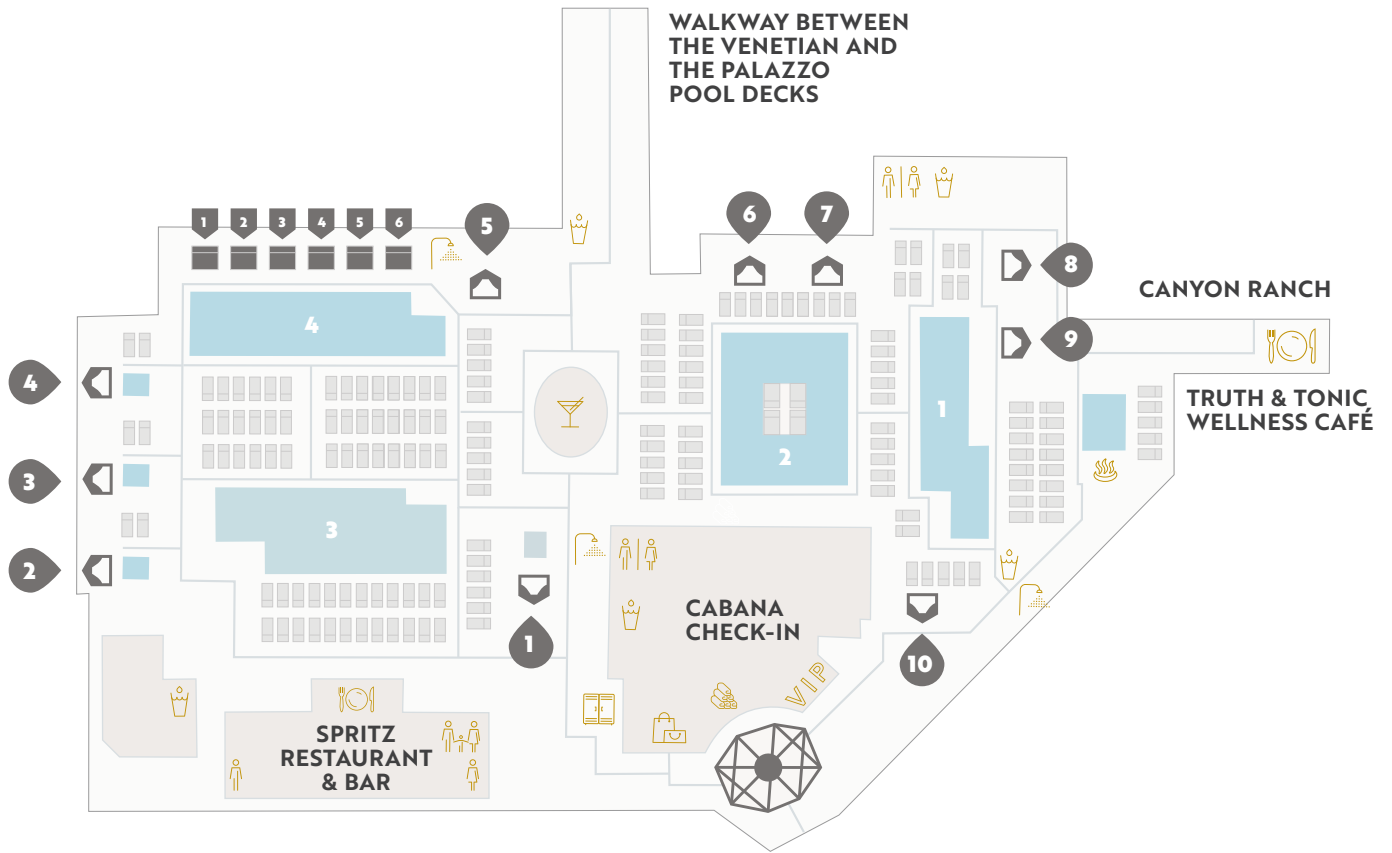 WALKWAY BETWEEN
THE VENETIAN AND
THE PALAZZO
POOL DECKS
1 2 3 4 5 6
5
6
7
8
CANYON RANCH
9
4
4
TRUTH & TONIC
WELLNESS CAFÉ
1
2
3
3
2
CABANA
CHECK-IN
1
10
VIP
SPRITZ
RESTAURANT
& BAR